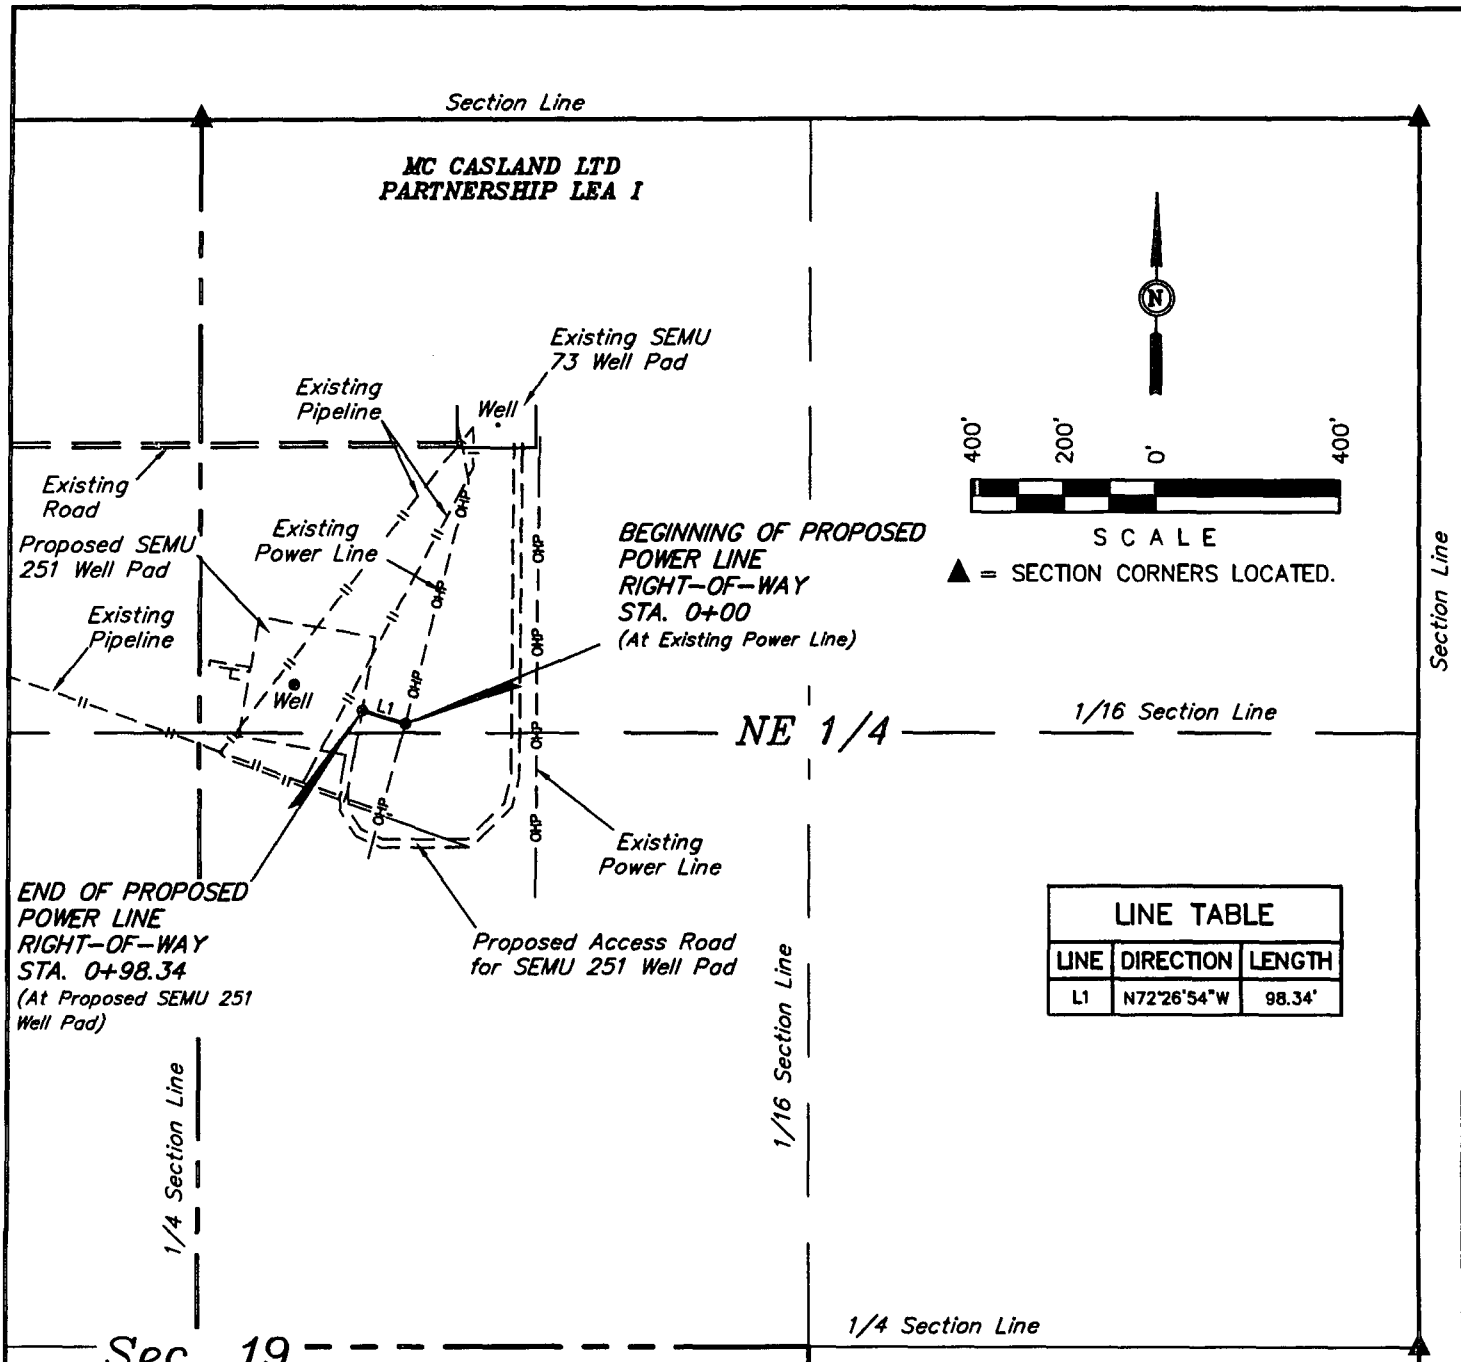 Section Line
MC CASLAND LTD
PARTNERSHIP LEA I
N
Existing SEMU
73 Well Pad
Existing
Pipeline
Well
400'
200'
0'
400'
SCALE
▲ = SECTION CORNERS LOCATED.
Existing
Road
OHP
Existing
Power Line
OHP
Proposed SEMU
251 Well Pad
BEGINNING OF PROPOSED
POWER LINE
RIGHT-OF-WAY
STA. 0+00
(At Existing Power Line)
OHP
OHP
OHP
OHP
OHP
OHP
Existing
Pipeline
Section Line
Well
L1
NE 1/4
1/16 Section Line
Existing
Power Line
END OF PROPOSED
POWER LINE
RIGHT-OF-WAY
STA. 0+98.34
(At Proposed SEMU 251
Well Pad)
Proposed Access Road
for SEMU 251 Well Pad
LINE TABLE
LINE DIRECTION LENGTH
L1 N72°26'54"W 98.34'
1/16 Section Line
1/4 Section Line
1/4 Section Line
Sec. 19